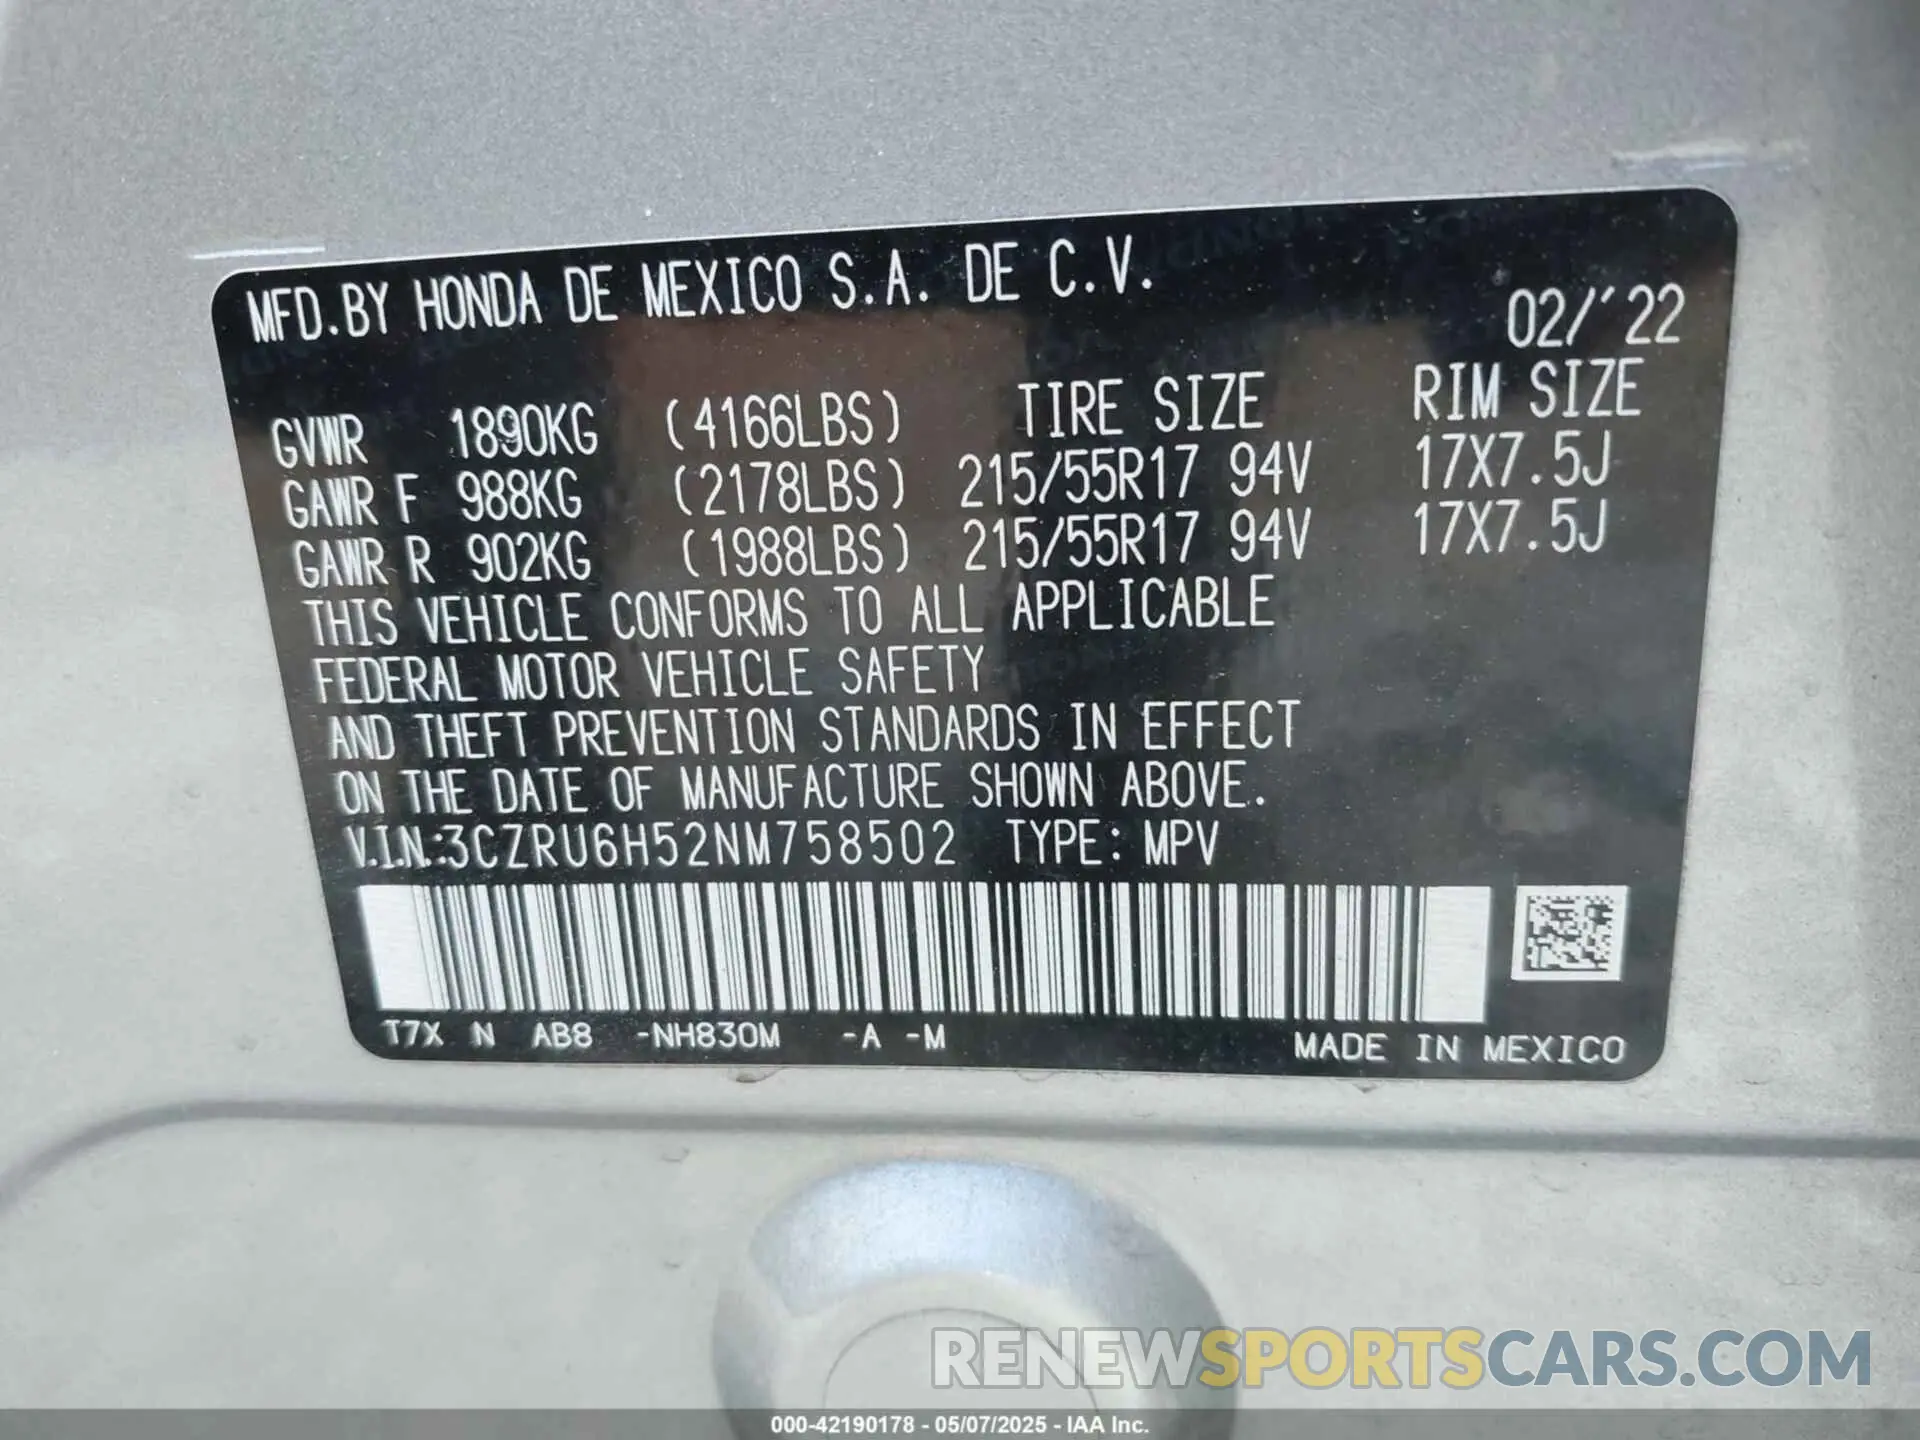 MFD.BY HONDA DE MEXICO S.A. DE C.V.
02/'22
GVWR 1890KG (4166LBS) TIRE SIZE RIM SIZE
GAWR F 988KG (2178LBS) 215/55R17 94V 17X7.5J
GAWR R 902KG (1988LBS) 215/55R17 94V 17X7.5J
THIS VEHICLE CONFORMS TO ALL APPLICABLE
FEDERAL MOTOR VEHICLE SAFETY
AND THEFT PREVENTION STANDARDS IN EFFECT
ON THE DATE OF MANUFACTURE SHOWN ABOVE.
V.I.N.:3CZRU6H52NM758502 TYPE: MPV
T7X N AB8 -NH830M -A -M MADE IN MEXICO
RENEWSPORTSCARS.COM
000-42190178 - 05/07/2025 - IAA Inc.